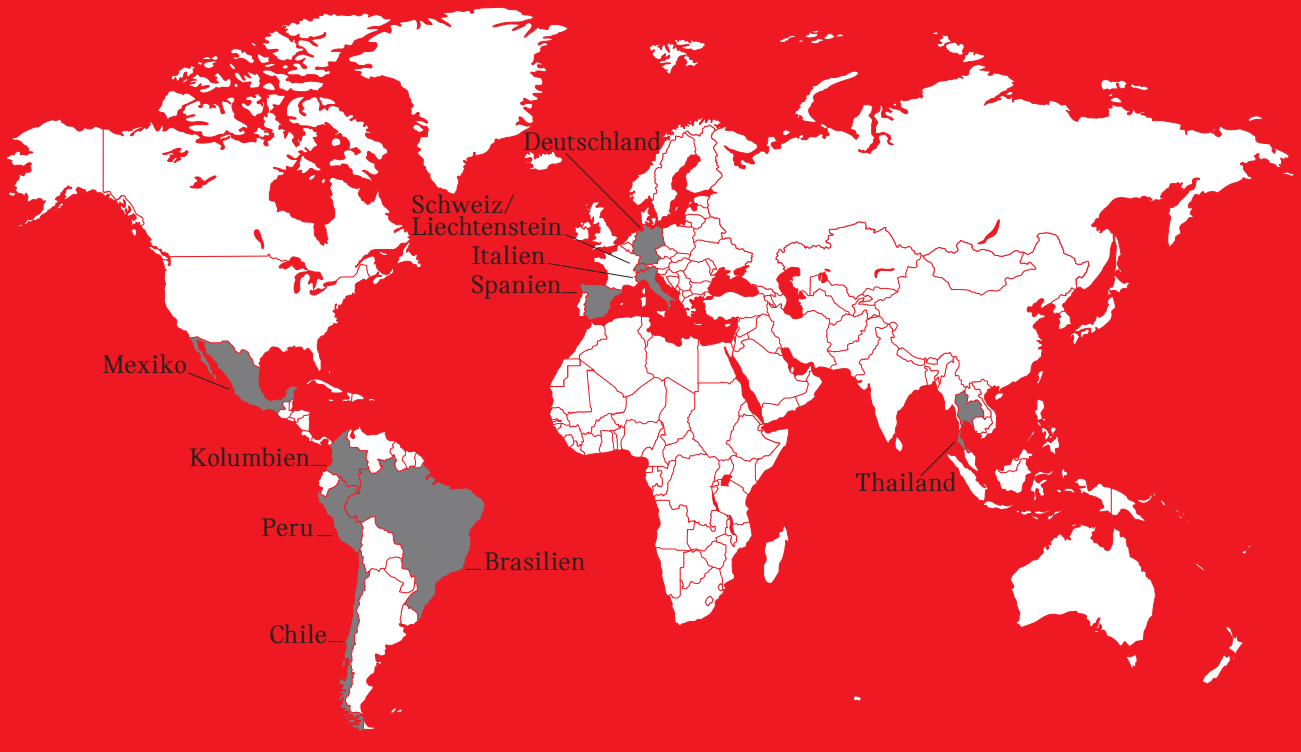 Deutschland
Schweiz/
Liechtenstein
Italien
Spanien
Mexiko
Kolumbien
Thailand
Peru
Brasilien
Chile